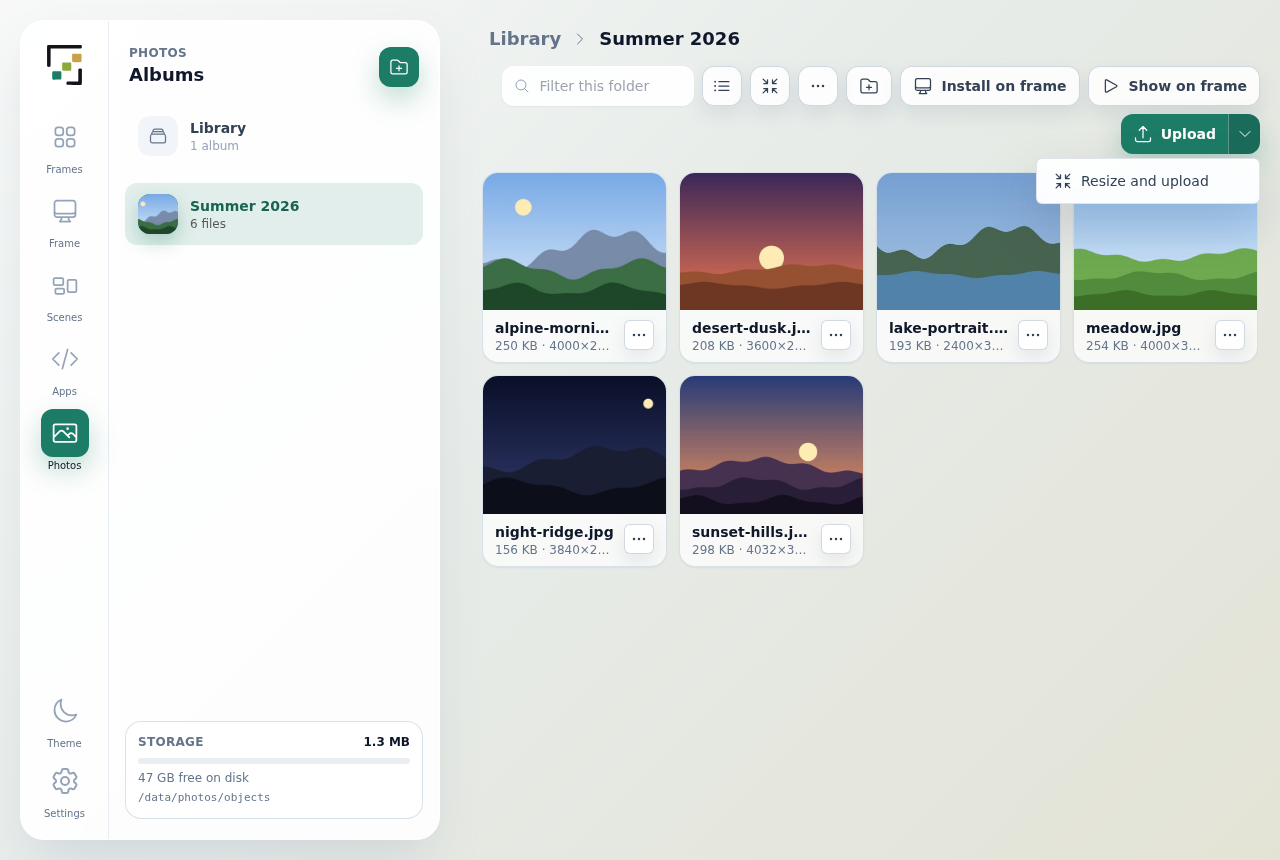 Frames
Frame
Scenes
Apps
Photos
Theme
Settings
PHOTOS
Albums
Library
1 album
Summer 2026
6 files
STORAGE 1.3 MB
47 GB free on disk
/data/photos/objects
Library Summer 2026
Filter this folder
Install on frame
Show on frame
Upload
Resize and upload
alpine-morni...
250 KB · 4000×2...
desert-dusk.j...
208 KB · 3600×2...
lake-portrait....
193 KB · 2400×3...
meadow.jpg
254 KB · 4000×3...
night-ridge.jpg
156 KB · 3840×2...
sunset-hills.j...
298 KB · 4032×3...